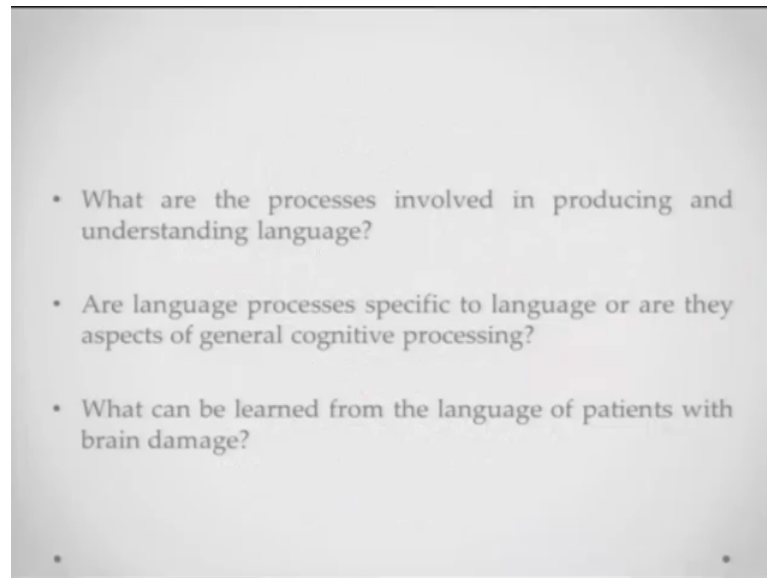 • What are the processes involved in producing and
understanding language?
• Are language processes specific to language or are they
aspects of general cognitive processing?
• What can be learned from the language of patients with
brain damage?